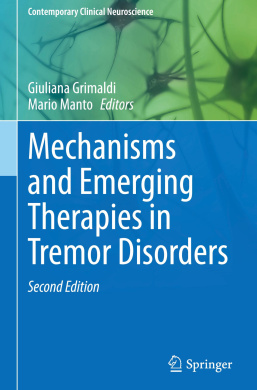 Contemporary Clinical Neuroscience
Giuliana Grimaldi
Mario Manto Editors
Mechanisms
and Emerging
Therapies in
Tremor Disorders
Second Edition
Springer